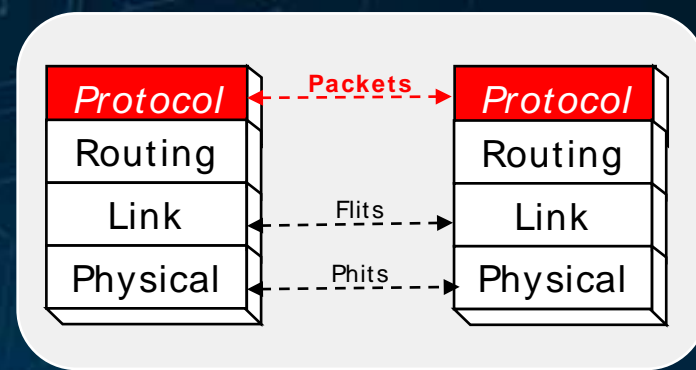 Protocol Packets Protocol
Routing Routing
Link Flits Link
Physical Phits Physical